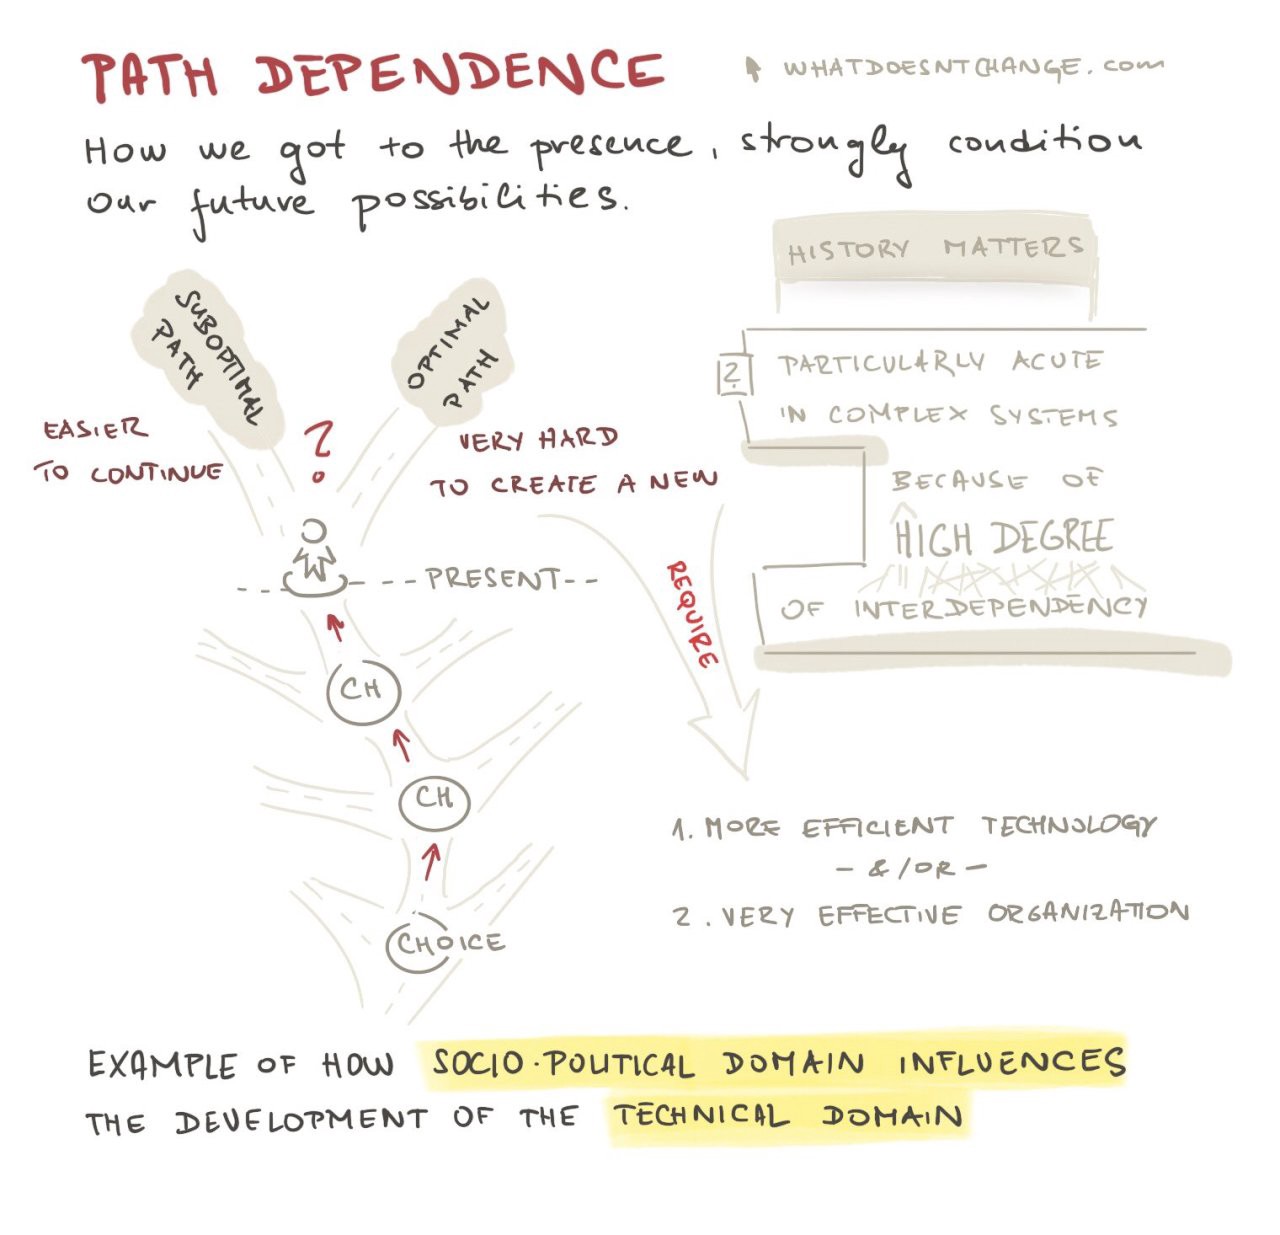 PATH DEPENDENCE
WHATDOESNTCHANGE.com
How we got to the presence, strongly condition
our future possibilities.
HISTORY MATTERS
SUBOPTIMAL
PATH
OPTIMAL
PATH
?
PARTICULARLY ACUTE
IN COMPLEX SYSTEMS
EASIER
TO CONTINUE
?
VERY HARD
TO CREATE A NEW
BECAUSE OF
HIGH DEGREE
OF INTERDEPENDENCY
PRESENT
REQUIRE
CH
CH
CHOICE
1. MORE EFFICIENT TECHNOLOGY
- & / OR -
2. VERY EFFECTIVE ORGANIZATION
EXAMPLE OF HOW SOCIO·POLITICAL DOMAIN INFLUENCES
THE DEVELOPMENT OF THE TECHNICAL DOMAIN